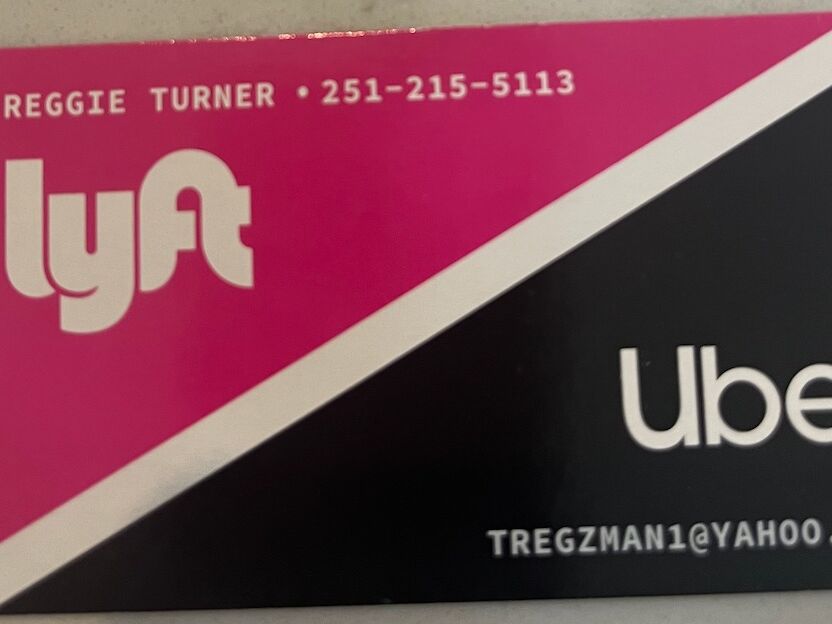 REGGIE TURNER • 251-215-5113
lyft
Ube
TREGZMAN1@YAHOO.